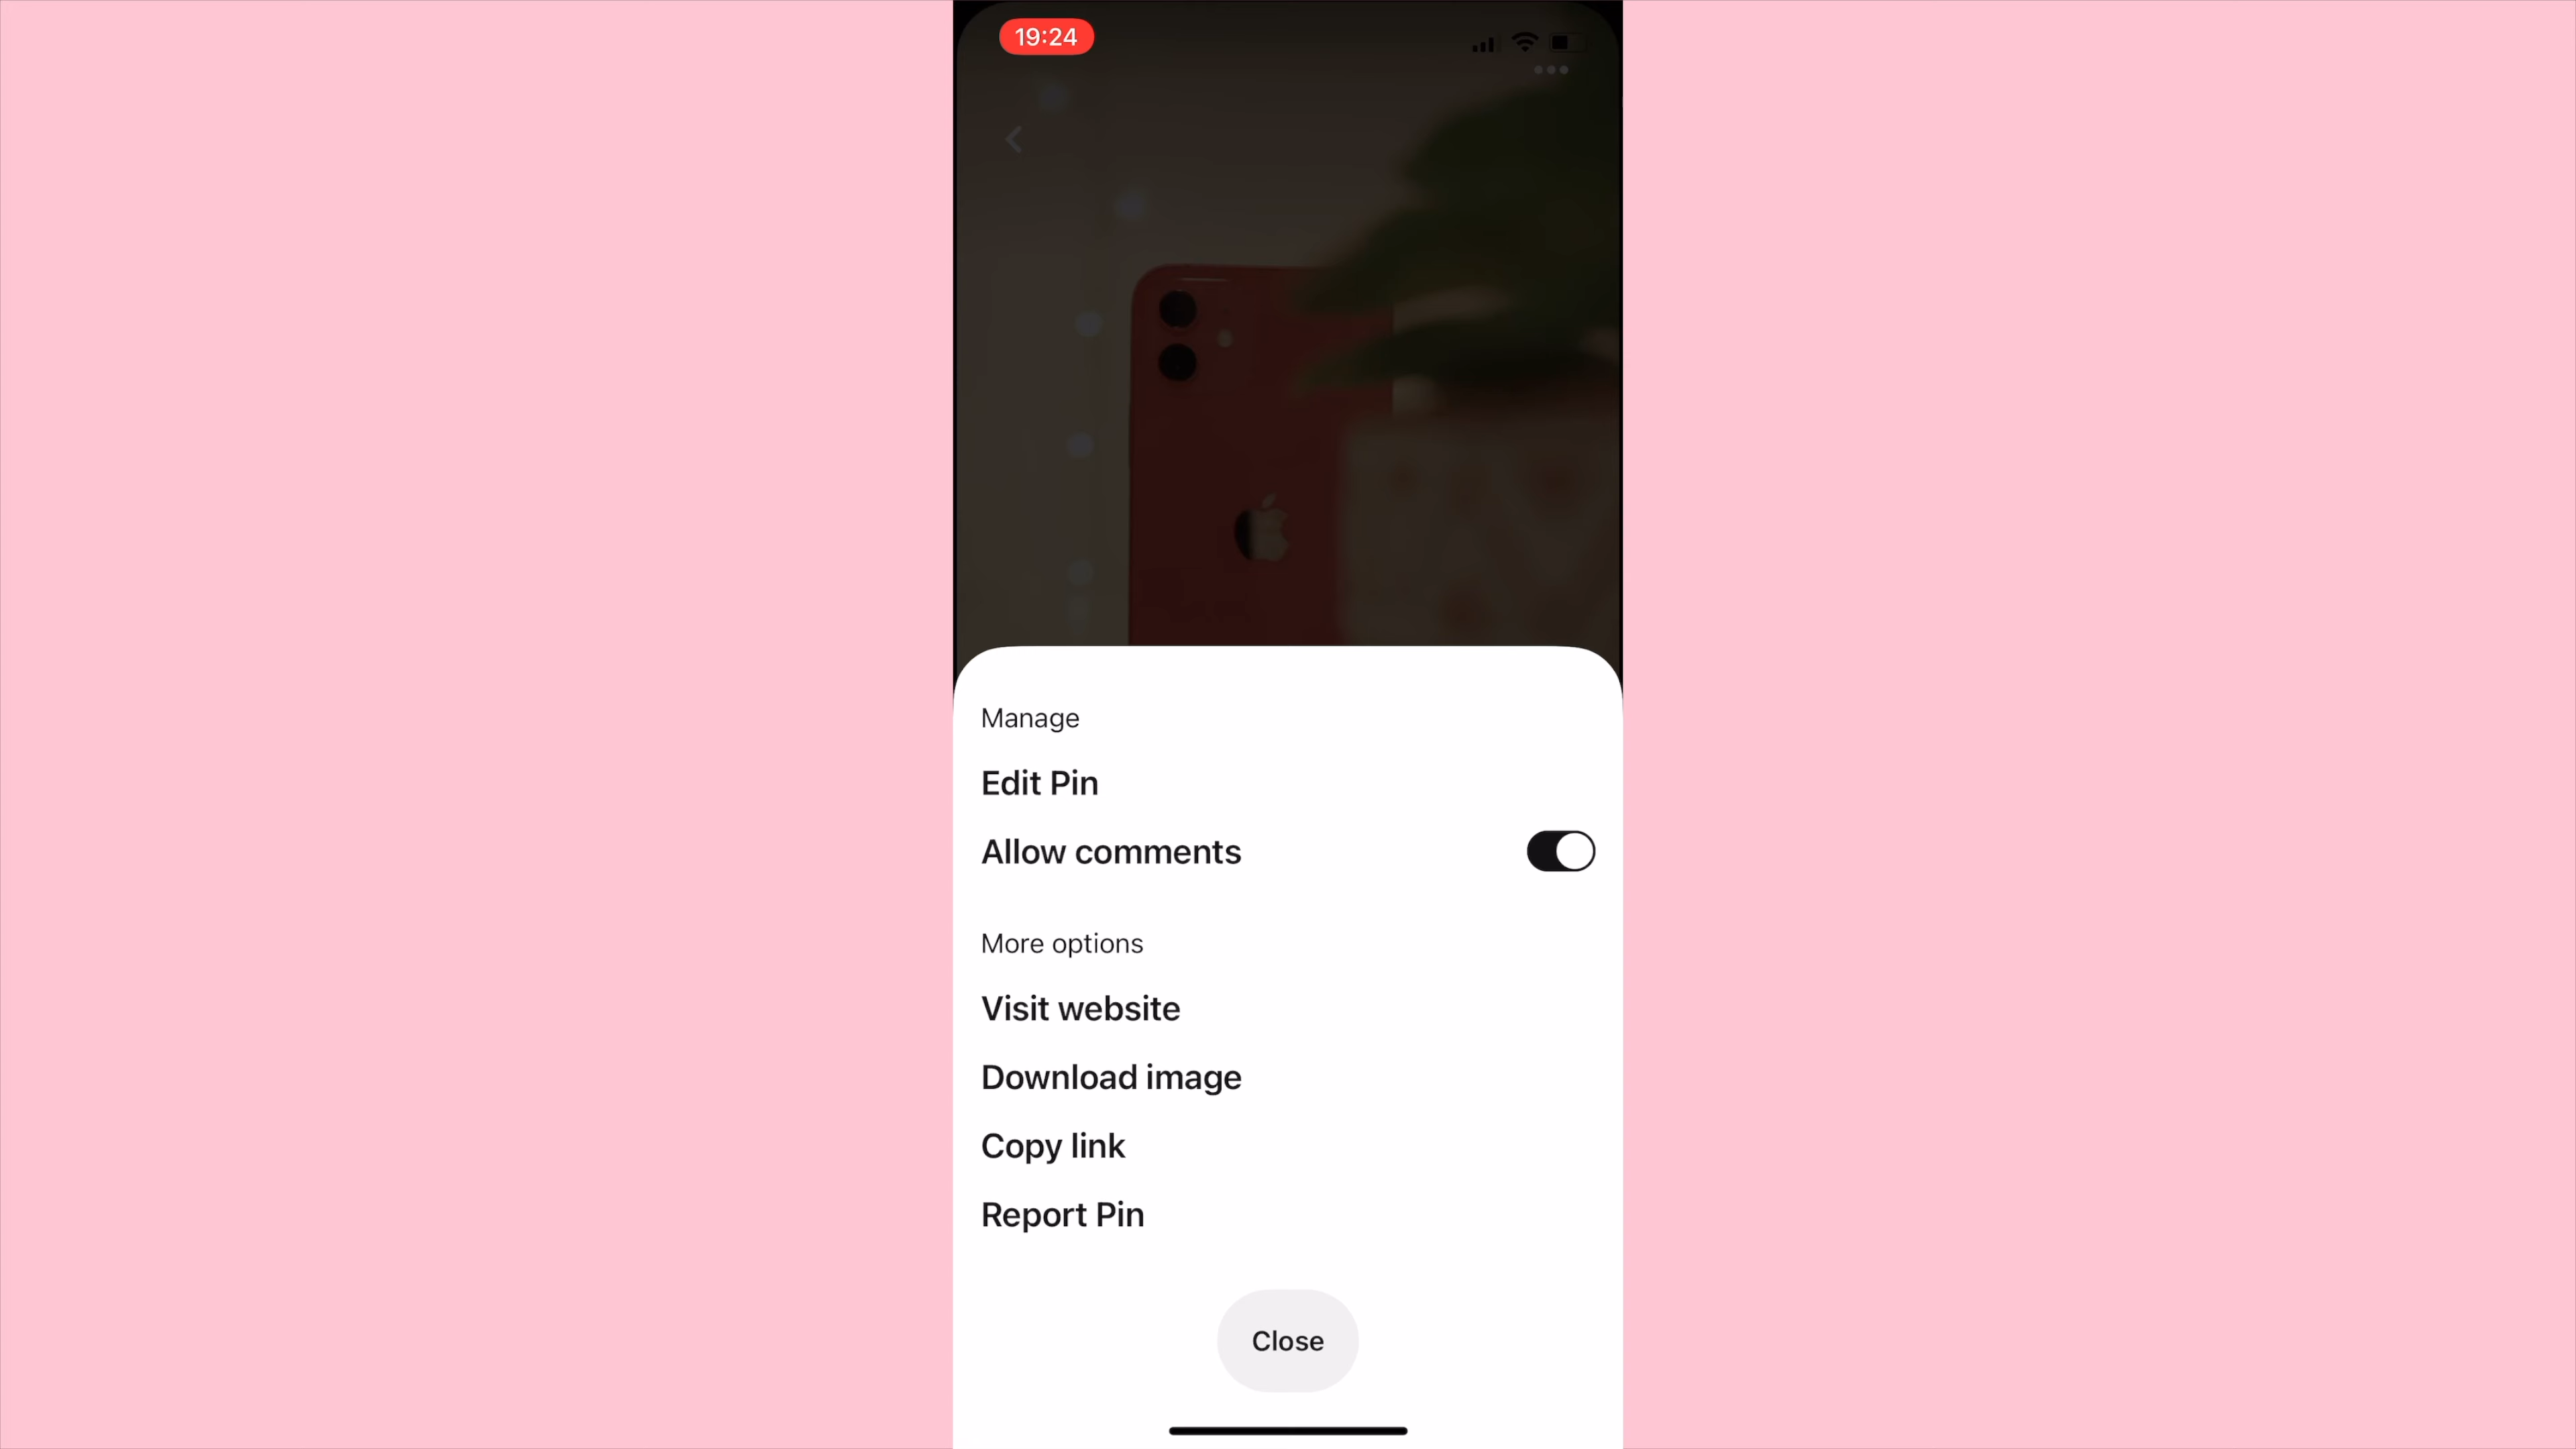 19:24
Manage
Edit Pin
Allow comments
More options
Visit website
Download image
Copy link
Report Pin
Close